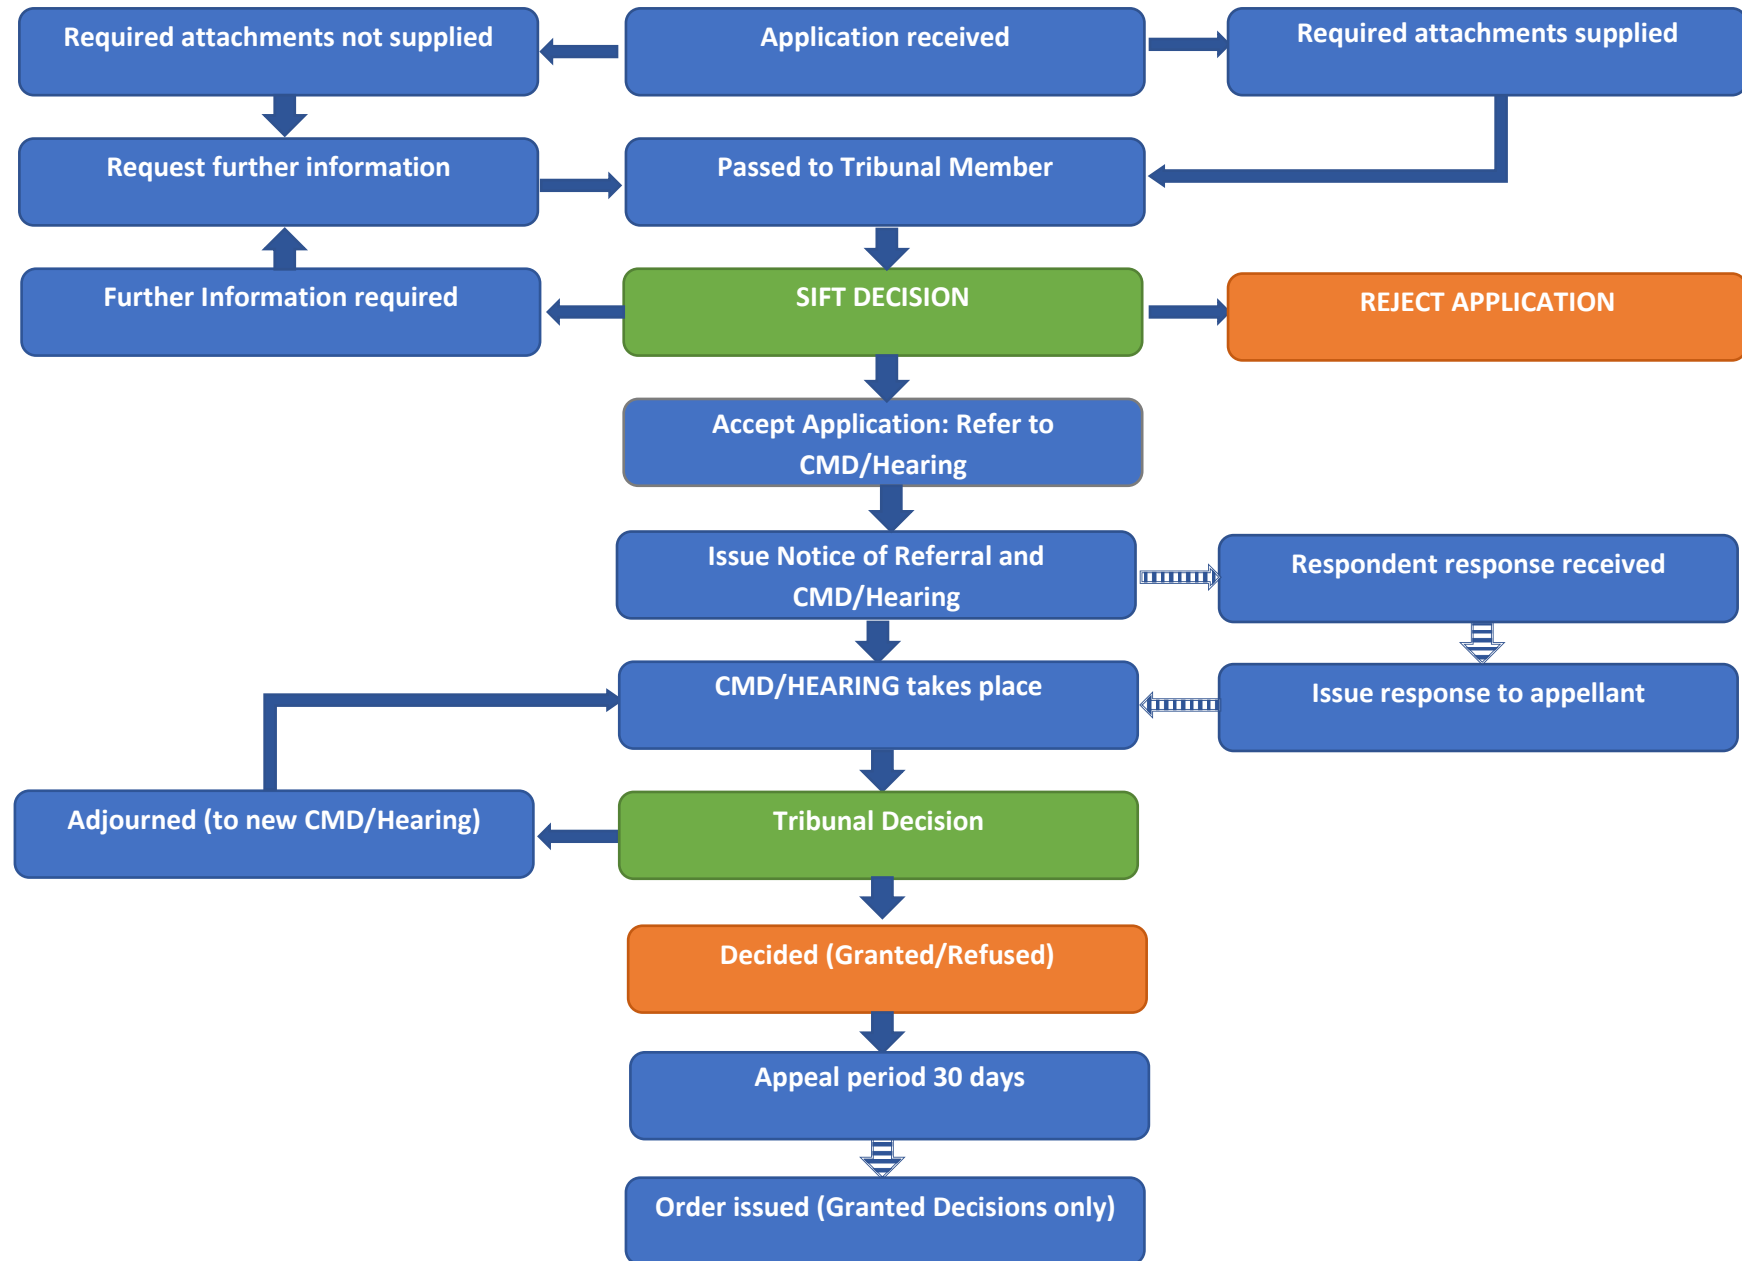 Required attachments not supplied
Application received
Required attachments supplied
Request further information
Passed to Tribunal Member
Further Information required
SIFT DECISION
REJECT APPLICATION
Accept Application: Refer to
CMD/Hearing
Issue Notice of Referral and
CMD/Hearing
Respondent response received
CMD/HEARING takes place
Issue response to appellant
Adjourned (to new CMD/Hearing)
Tribunal Decision
Decided (Granted/Refused)
Appeal period 30 days
Order issued (Granted Decisions only)